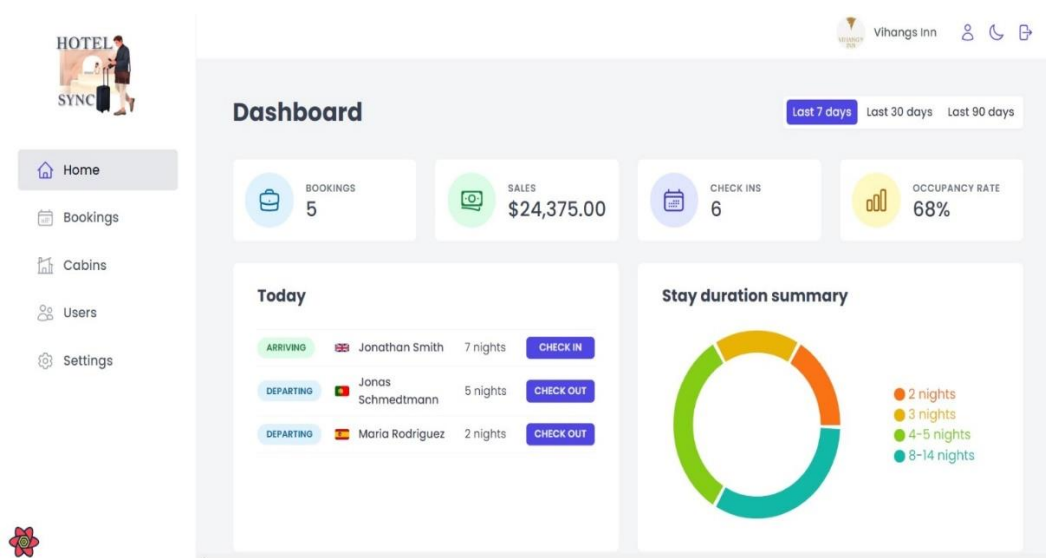 HOTEL
SYNC
Vihangs Inn
VIHANGS
INN
Home
Bookings
Cabins
Users
Settings
Dashboard
Last 7 days Last 30 days Last 90 days
BOOKINGS
5
SALES
$24,375.00
CHECK INS
6
OCCUPANCY RATE
68%
Today
ARRIVING Jonathan Smith 7 nights CHECK IN
DEPARTING Jonas Schmedtmann 5 nights CHECK OUT
DEPARTING Maria Rodriguez 2 nights CHECK OUT
Stay duration summary
2 nights
3 nights
4-5 nights
8-14 nights